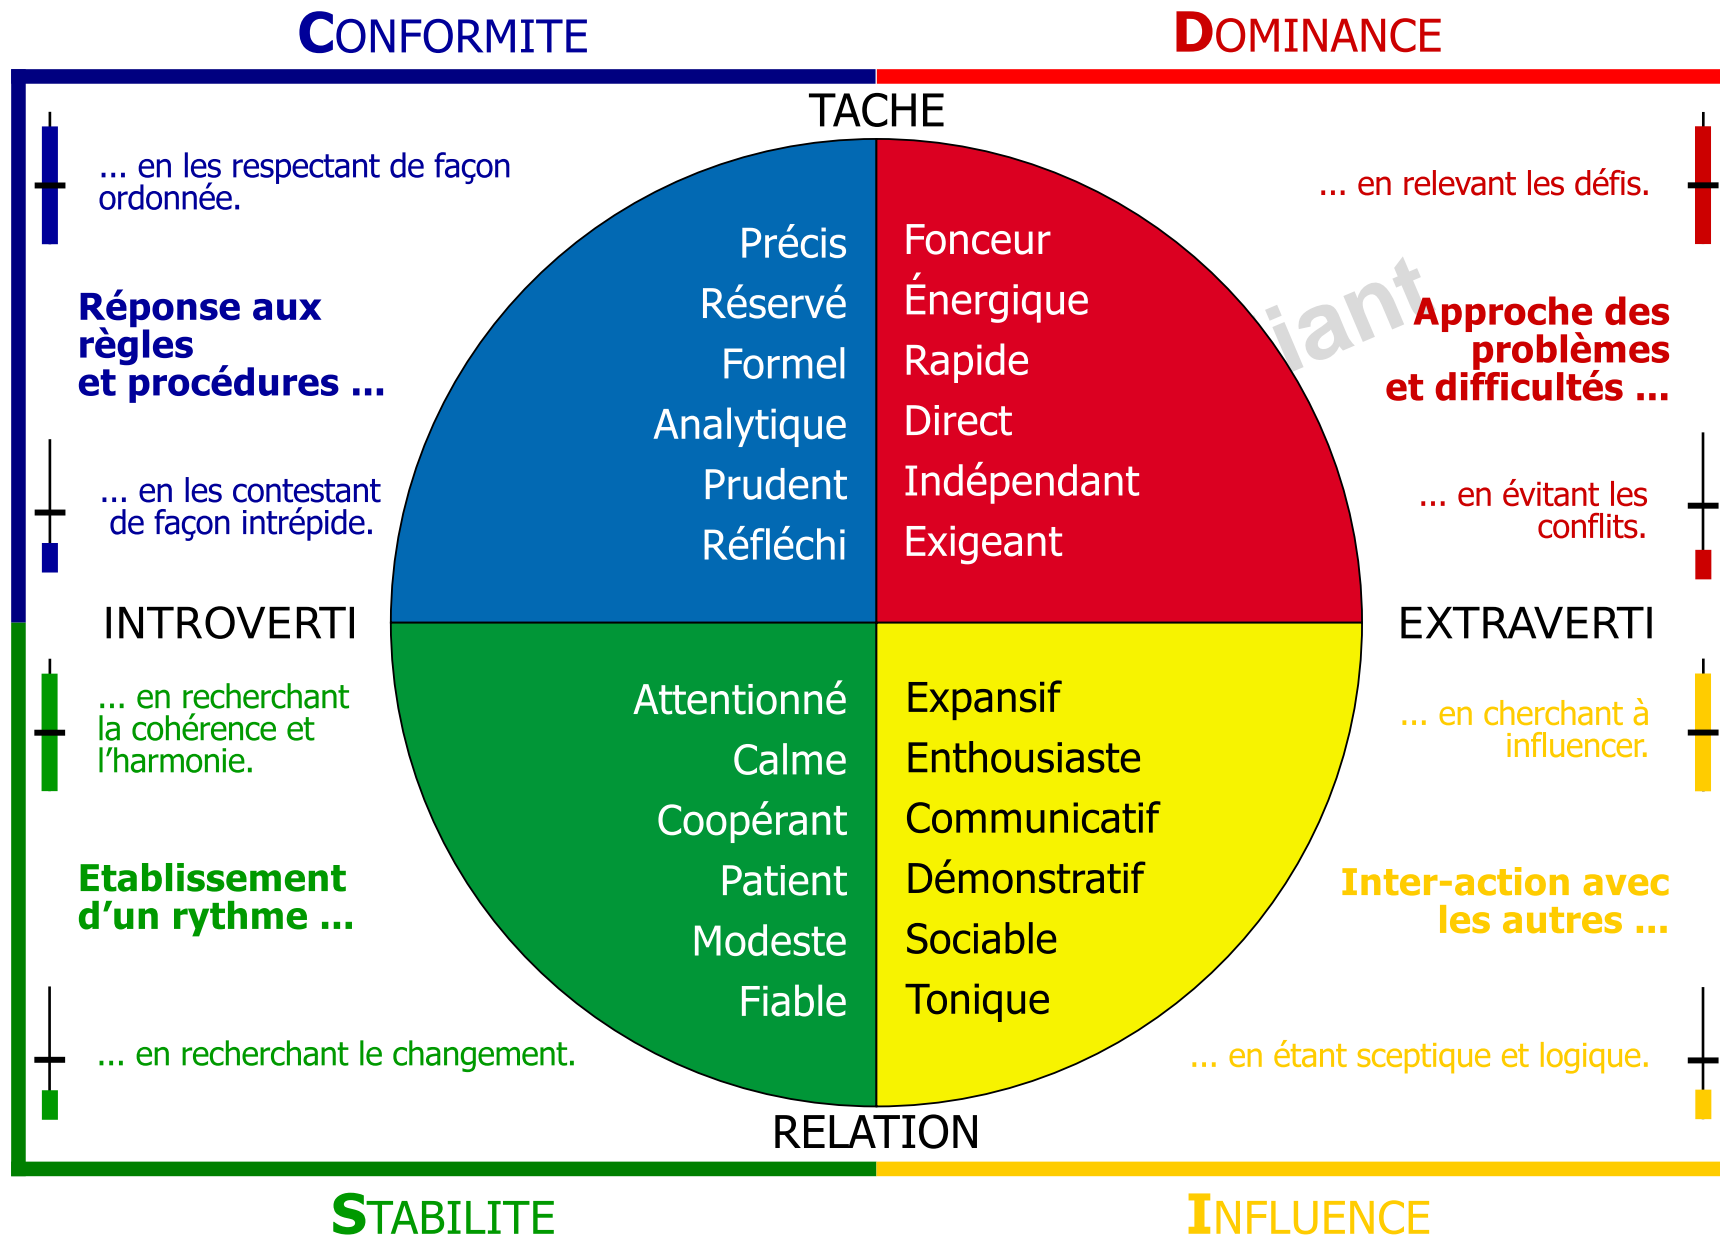 CONFORMITE
DOMINANCE
TACHE
... en les respectant de façon
ordonnée.
Réponse aux
règles
et procédures ...
... en les contestant
de façon intrépide.
Précis
Réservé
Formel
Analytique
Prudent
Réfléchi
Fonceur
Énergique
Rapide
Direct
Indépendant
Exigeant
... en relevant les défis.
iant
Approche des
problèmes
et difficultés ...
... en évitant les
conflits.
INTROVERTI
EXTRAVERTI
... en recherchant
la cohérence et
l’harmonie.
Etablissement
d’un rythme ...
... en recherchant le changement.
Attentionné
Calme
Coopérant
Patient
Modeste
Fiable
Expansif
Enthousiaste
Communicatif
Démonstratif
Sociable
Tonique
... en cherchant à
influencer.
Inter-action avec
les autres ...
... en étant sceptique et logique.
RELATION
STABILITE
INFLUENCE